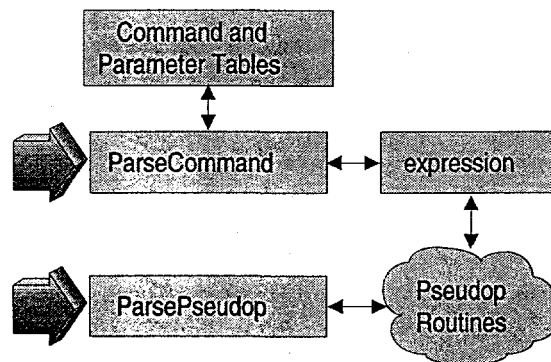 Command and
Parameter Tables
ParseCommand
expression
ParsePseudop
Pseudop
Routines